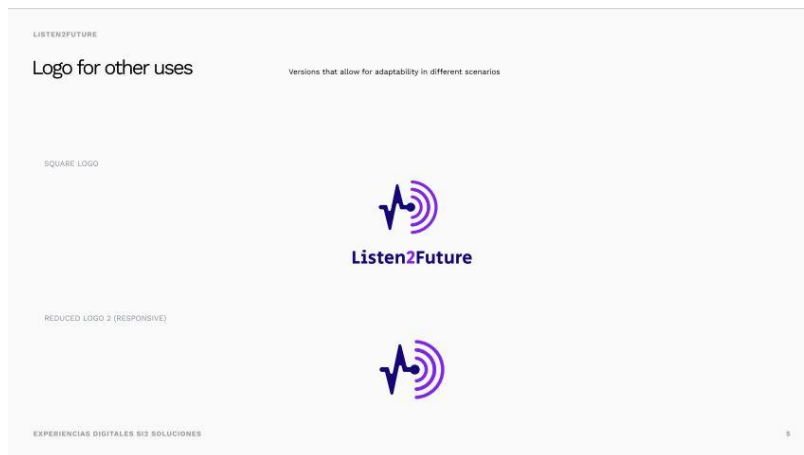 LISTEN2FUTURE
Logo for other uses
Versions that allow for adaptability in different scenarios
SQUARE LOGO
Listen2Future
REDUCED LOGO 2 (RESPONSIVE)
EXPERIENCIAS DIGITALES SI2 SOLUCIONES
5